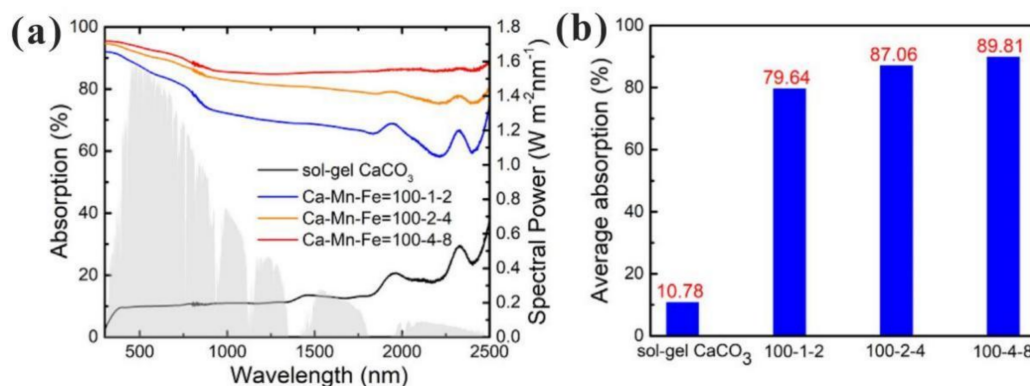 (a)
100
80
60
40
20
0
Absorption (%)
sol-gel CaCO3
Ca-Mn-Fe=100-1-2
Ca-Mn-Fe=100-2-4
Ca-Mn-Fe=100-4-8
1.8
1.6
1.4
1.2
1.0
0.8
0.6
0.4
0.2
0.0
Spectral Power (W m-2nm-1)
500 1000 1500 2000 2500
Wavelength (nm)
(b)
100
80
60
40
20
0
Average absorption (%)
10.78
79.64
87.06
89.81
sol-gel CaCO3 100-1-2 100-2-4 100-4-8